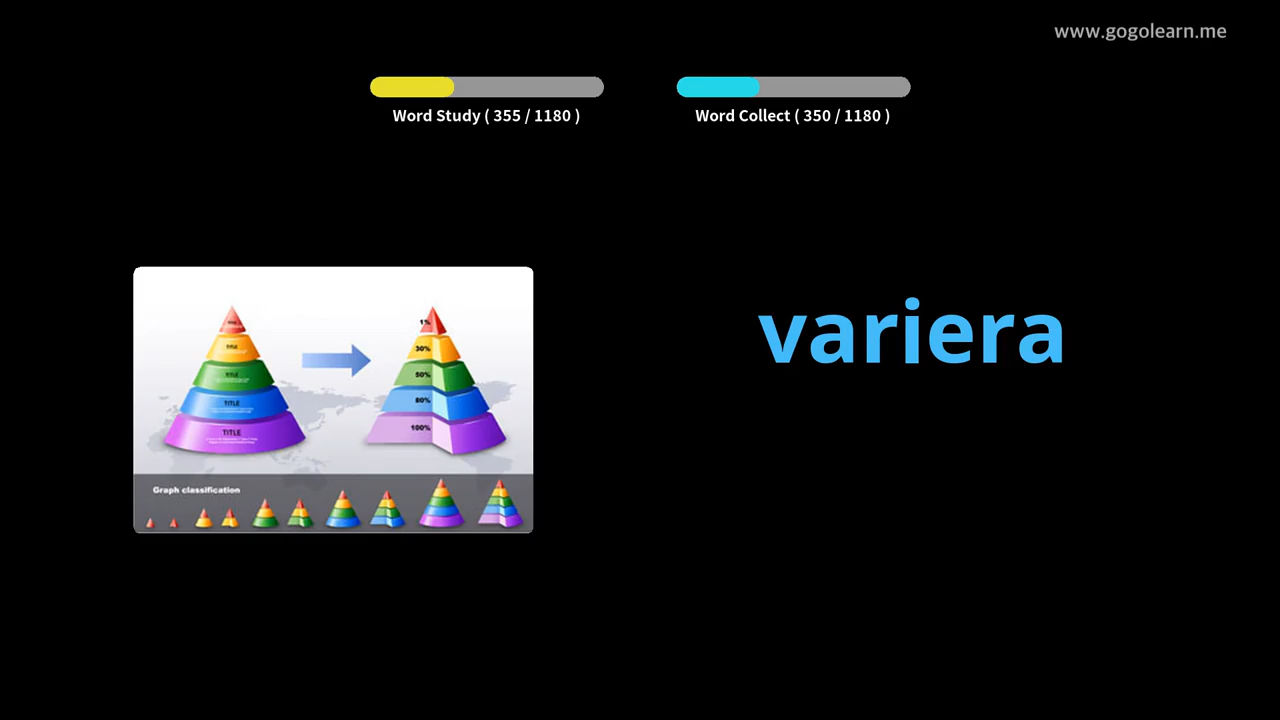 www.gogolearn.me
Word Study ( 355 / 1180 )
Word Collect ( 350 / 1180 )
variera
TITLE
TITLE
TITLE
TITLE
1%
30%
50%
80%
100%
Graph classification